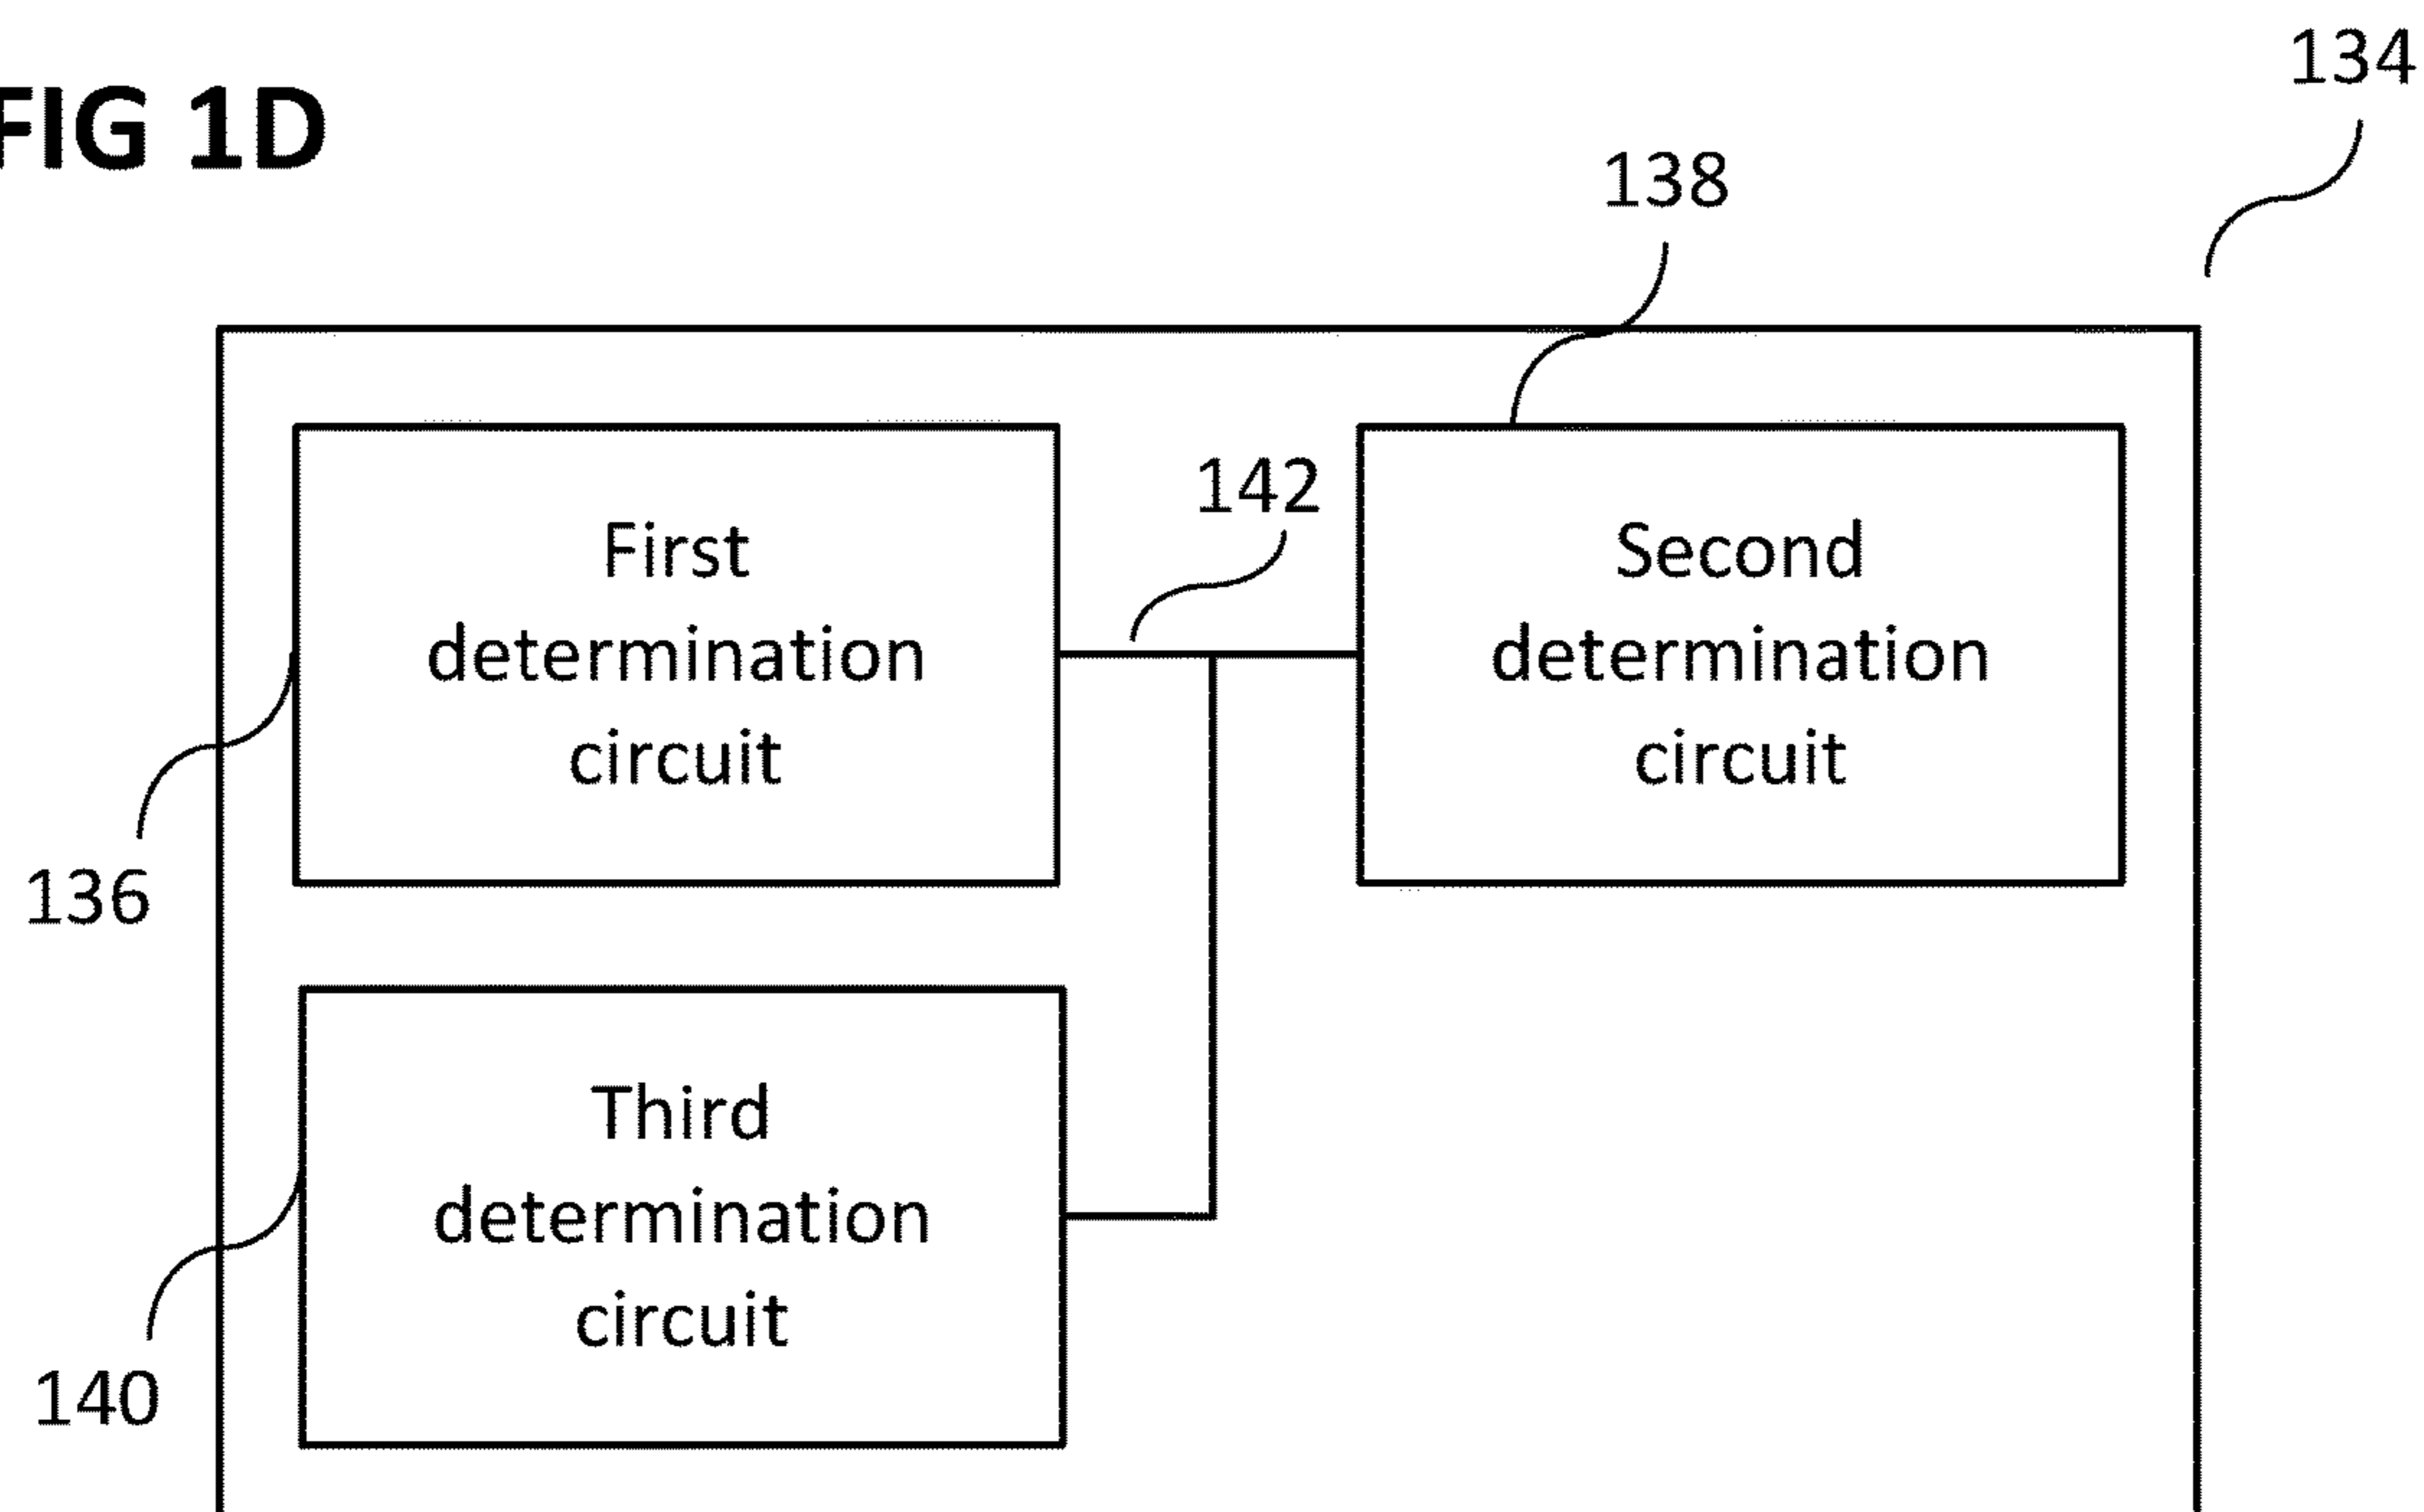 134
FIG 1D
138
142
First
determination
circuit
Second
determination
circuit
136
Third
determination
circuit
140